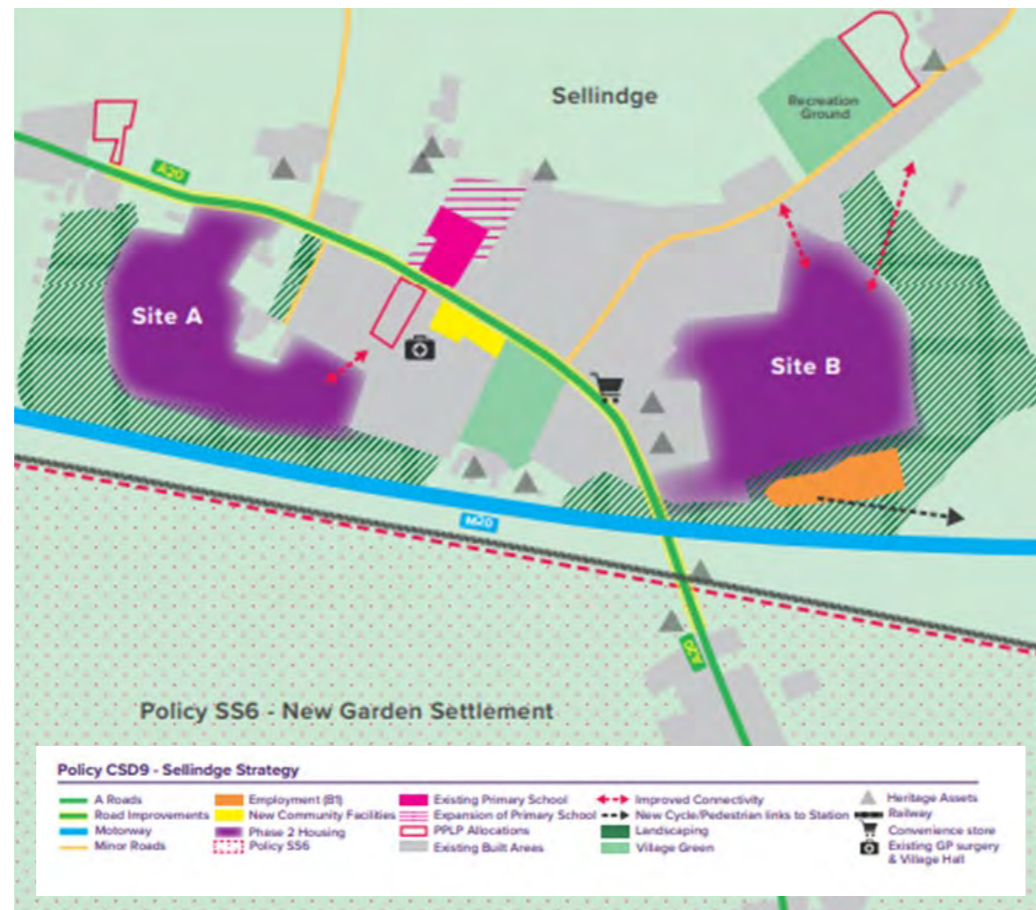 Sellindge
Recreation
Ground
A20
Site A
Site B
M20
A20
Policy SS6 - New Garden Settlement
Policy CSD9 - Sellindge Strategy
A Roads
Road Improvements
Motorway
Minor Roads
Employment (B1)
New Community Facilities
Phase 2 Housing
Policy SS6
Existing Primary School
Expansion of Primary School
PPLP Allocations
Existing Built Areas
Improved Connectivity
New Cycle/Pedestrian links to Station
Landscaping
Village Green
Heritage Assets
Railway
Convenience store
Existing GP surgery
& Village Hall